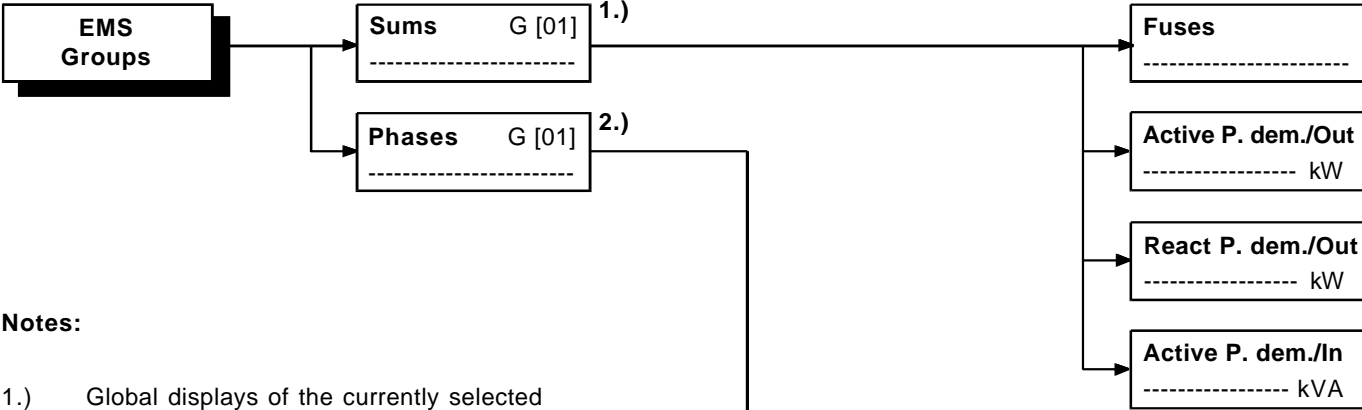 EMS
Groups
Sums G [01]
------------------------
1.)
Phases G [01]
------------------------
2.)
Fuses
------------------------
Active P. dem./Out
------------------ kW
React P. dem./Out
------------------ kW
Active P. dem./In
----------------- kVA
Notes:
1.) Global displays of the currently selected